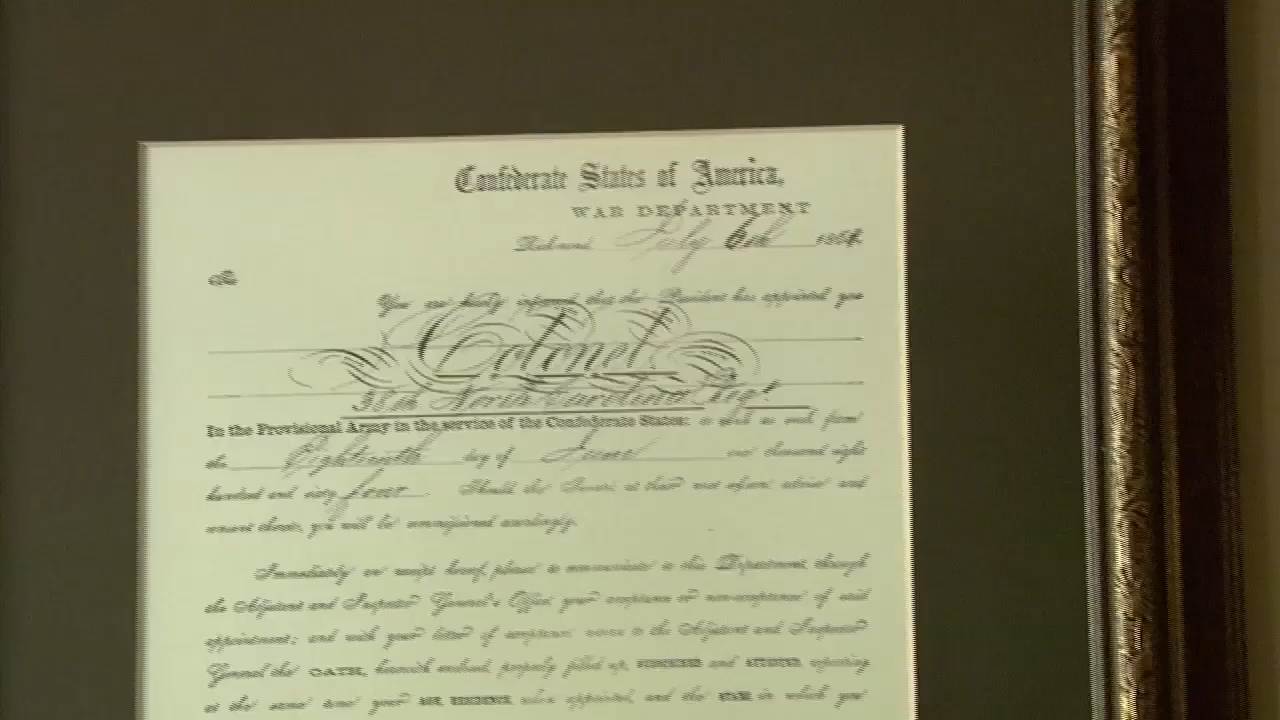 Confederate States of America,
WAR DEPARTMENT
Richmond July 6th 1864.
Sir:
You are hereby informed that the President has appointed you
Colonel
North Carolina Reg't
In the Provisional Army in the service of the Confederate States: to rank as such from
the Eighteenth day of June one thousand eight
hundred and sixty four. Should the Senate, at their next session, advise and
consent thereto, you will be commissioned accordingly.
Immediately on receipt hereof, please to communicate to this Department, through
the Adjutant and Inspector General's Office, your acceptance or non-acceptance of said
appointment; and with your letter of acceptance, return to the Adjutant and Inspector
General the OATH, herewith enclosed, properly filled up, SUBSCRIBED and ATTESTED, reporting
at the same time your AGE, RESIDENCE, when appointed, and the STATE in which you